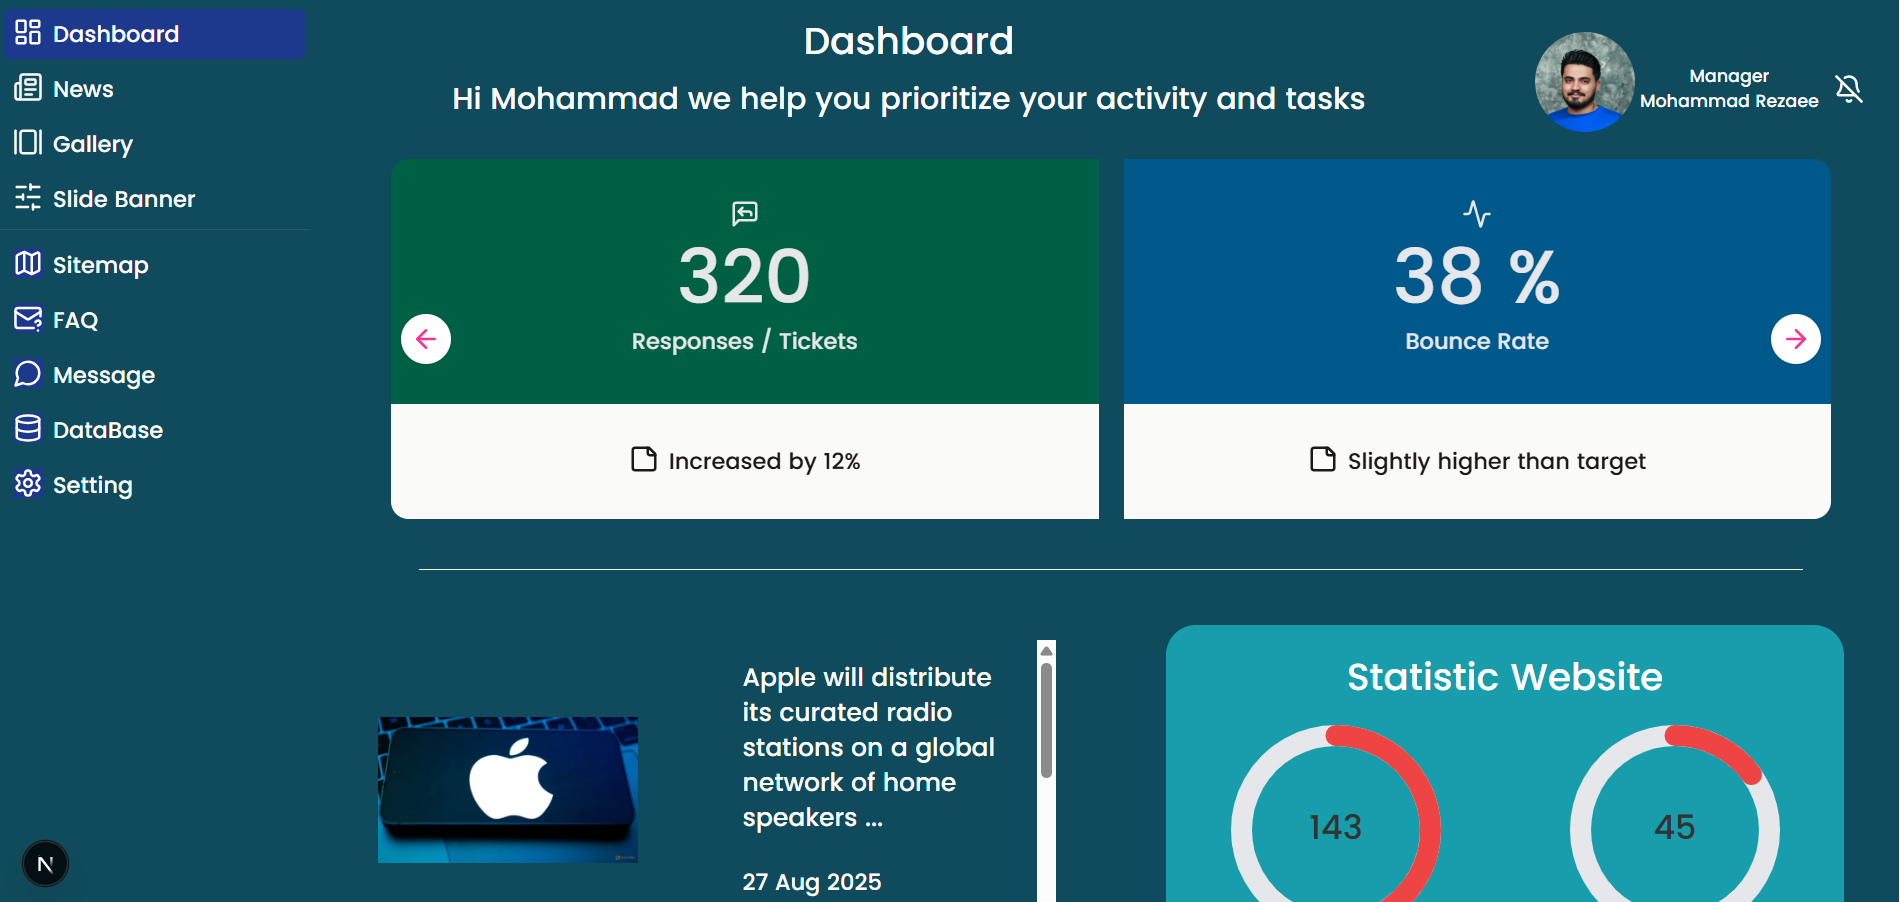 Dashboard
News
Gallery
Slide Banner
Sitemap
FAQ
Message
DataBase
Setting
Dashboard
Hi Mohammad we help you prioritize your activity and tasks
Manager
Mohammad Rezaee
320
Responses / Tickets
Increased by 12%
38 %
Bounce Rate
Slightly higher than target
Apple will distribute
its curated radio
stations on a global
network of home
speakers ...
27 Aug 2025
Statistic Website
143
45
N